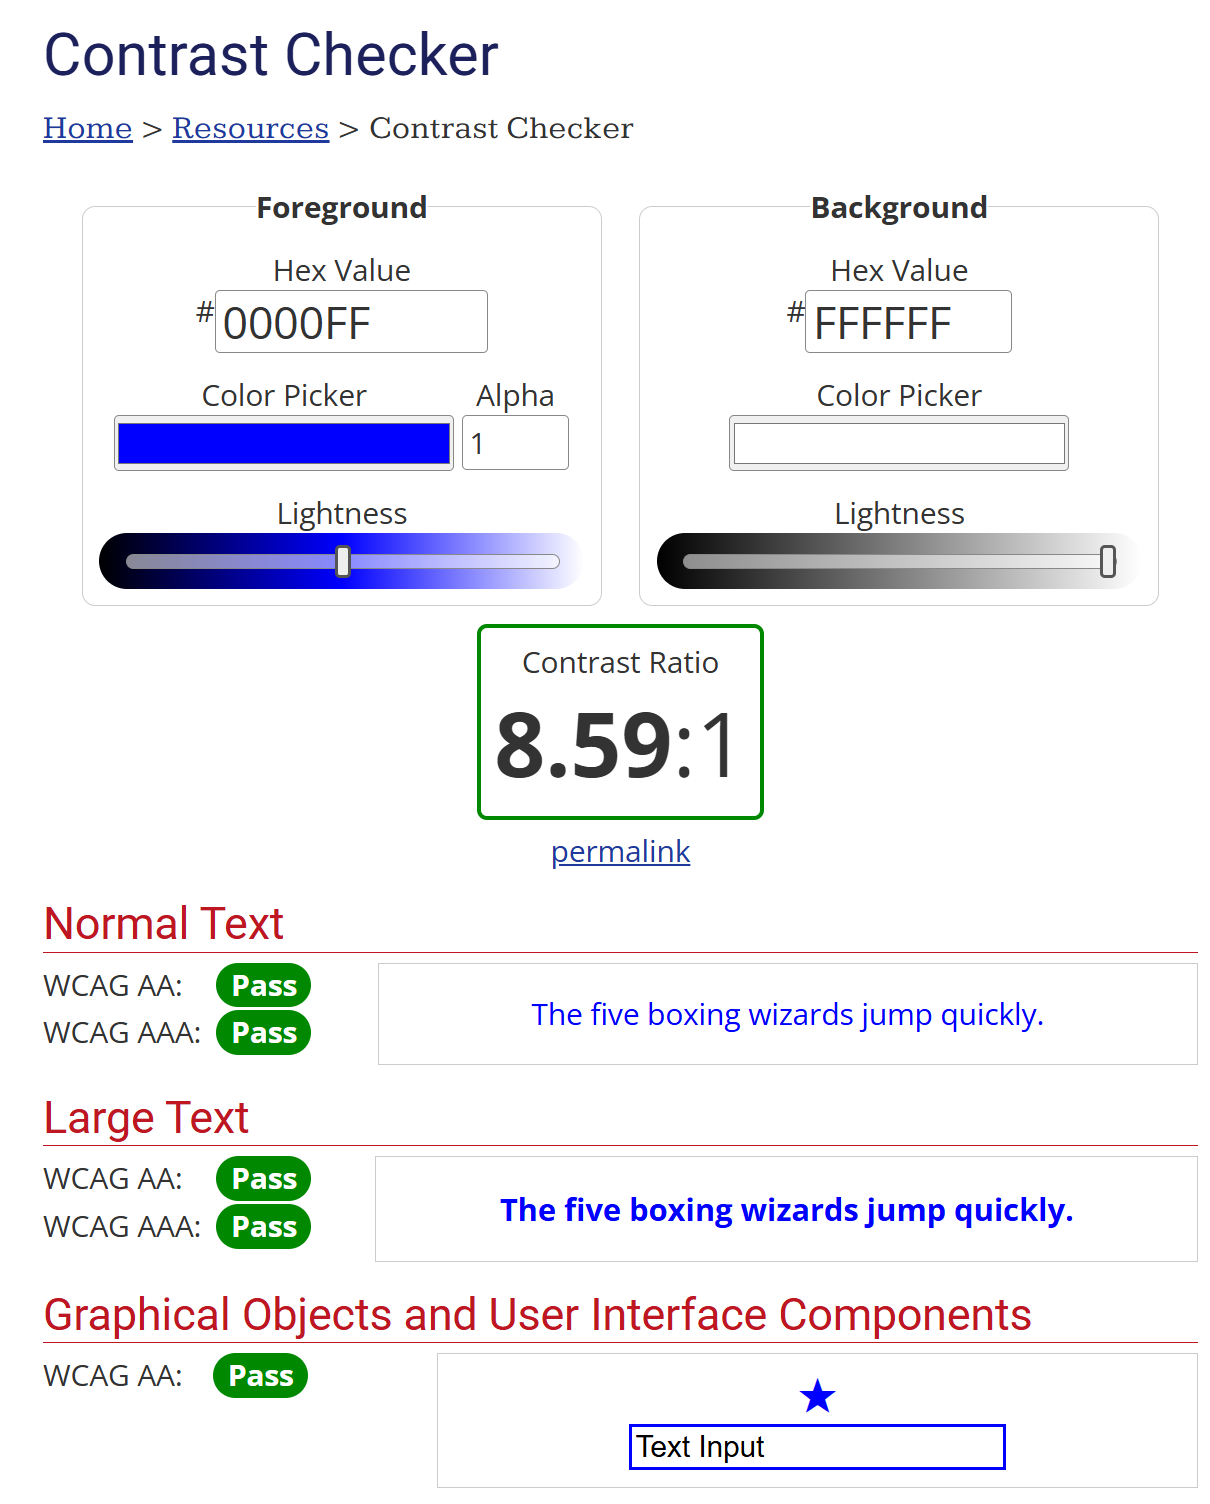 Contrast Checker
Home > Resources > Contrast Checker
Foreground
Hex Value
# 0000FF
Color Picker Alpha
1
Lightness
Background
Hex Value
# FFFFFF
Color Picker
Lightness
Contrast Ratio
8.59:1
permalink
Normal Text
WCAG AA: Pass
WCAG AAA: Pass
The five boxing wizards jump quickly.
Large Text
WCAG AA: Pass
WCAG AAA: Pass
The five boxing wizards jump quickly.
Graphical Objects and User Interface Components
WCAG AA: Pass
Text Input